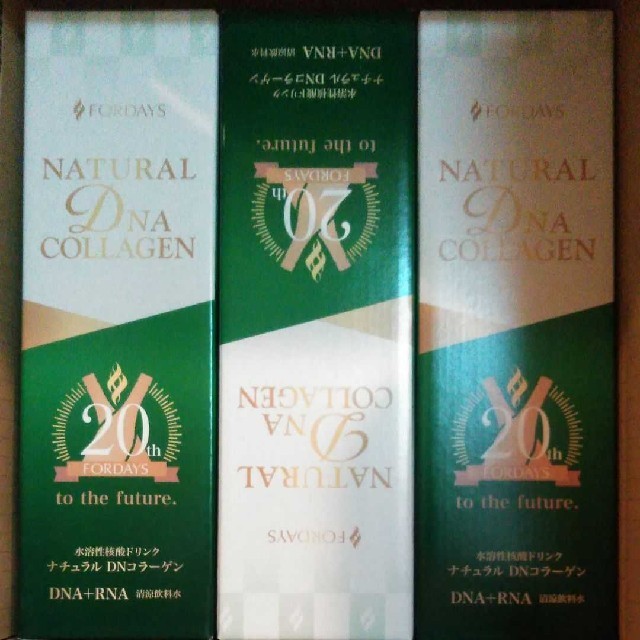 FORDAYS
NATURAL
DNA
COLLAGEN
20th
FORDAYS
to the future.
水溶性核酸ドリンク
ナチュラル DNコラーゲン
DNA+RNA 清涼飲料水
FORDAYS
NATURAL
DNA
COLLAGEN
20th
FORDAYS
to the future.
水溶性核酸ドリンク
ナチュラル DNコラーゲン
DNA+RNA 清涼飲料水
FORDAYS
NATURAL
DNA
COLLAGEN
20th
FORDAYS
to the future.
水溶性核酸ドリンク
ナチュラル DNコラーゲン
DNA+RNA 清涼飲料水